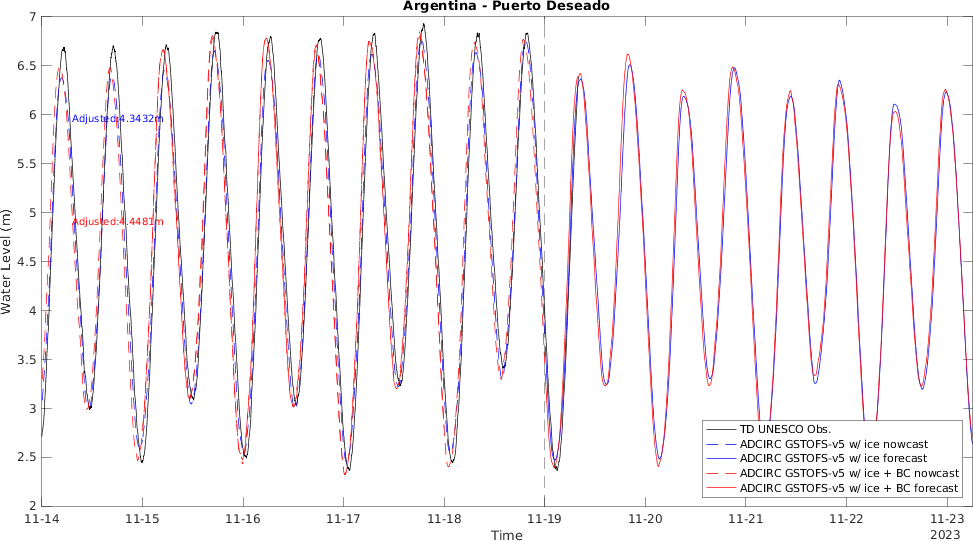 Argentina - Puerto Deseado
7
6.5
6
5.5
5
4.5
4
3.5
3
2.5
2
Water Level (m)
Adjusted:4.3432m
Adjusted:4.4481m
TD UNESCO Obs.
ADCIRC GSTOFS-v5 w/ ice nowcast
ADCIRC GSTOFS-v5 w/ ice forecast
ADCIRC GSTOFS-v5 w/ ice + BC nowcast
ADCIRC GSTOFS-v5 w/ ice + BC forecast
11-14 11-15 11-16 11-17 11-18 11-19 11-20 11-21 11-22 11-23
Time
2023